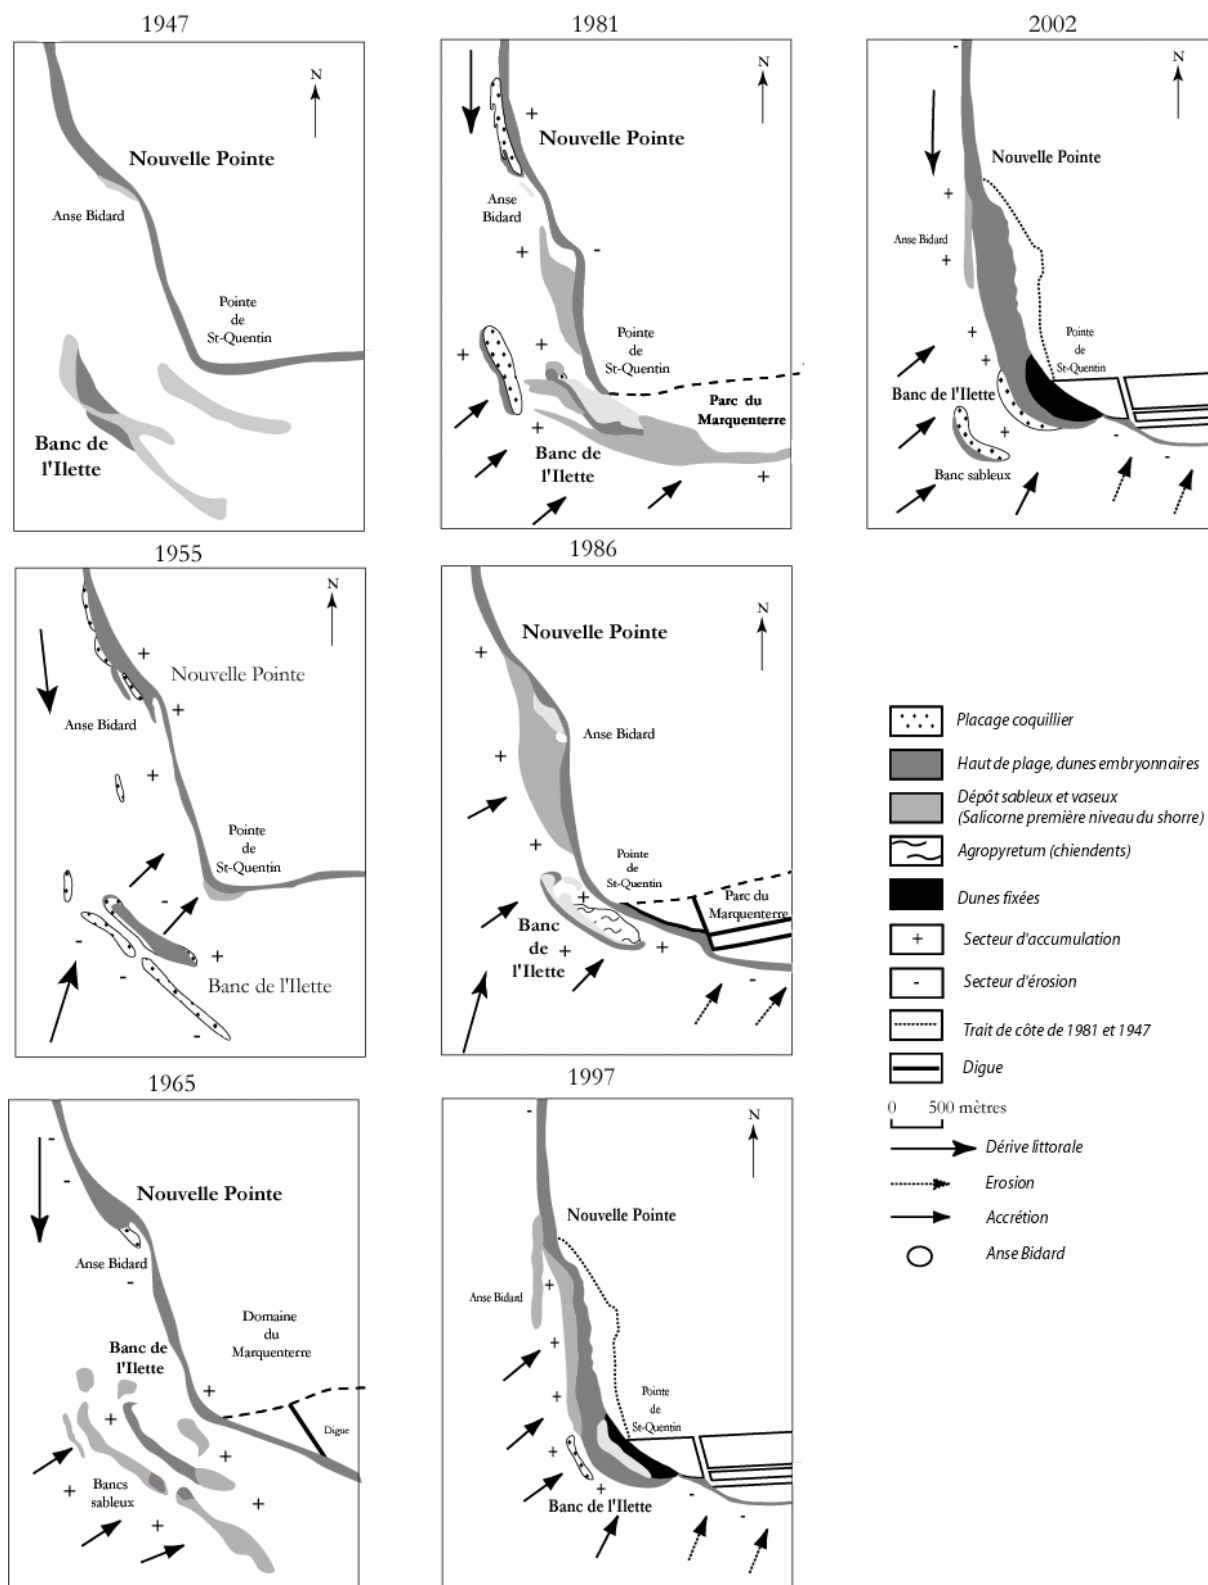 1947
N
Nouvelle Pointe
Anse Bidard
Pointe
de
St-Quentin
Banc de
l'Ilette
1981
N
+
Nouvelle Pointe
Anse
Bidard
+
-
+
+
Pointe
de
St-Quentin
Parc du
Marquenterre
+
Banc de
l'Ilette
+
2002
-
N
Nouvelle Pointe
+
Anse Bidard
+
+
+
Pointe
de
St-Quentin
Banc de l'Ilette
+
-
-
Banc sableux
1955
N
+
Nouvelle Pointe
+
Anse Bidard
+
Pointe
de
St-Quentin
-
-
+
-
Banc de l'Ilette
-
1986
N
Nouvelle Pointe
+
Anse Bidard
+
+
Pointe
de
St-Quentin
+
Parc du
Marquenterre
Banc
de
l'Ilette
+
+
-
1965
-
-
Nouvelle Pointe
Anse Bidard
-
Domaine
du
Marquenterre
Banc de
l'Ilette
+
+
Digue
+
+
Bancs
sableux
+
+
1997
-
N
Nouvelle Pointe
+
Anse Bidard
+
+
Pointe
de
St-Quentin
+
+
-
Banc de l'Ilette
-
Placage coquillier
Haut de plage, dunes embryonnaires
Dépôt sableux et vaseux
(Salicorne première niveau du shorre)
Agropyretum (chiendents)
Dunes fixées
+ Secteur d'accumulation
- Secteur d'érosion
Trait de côte de 1981 et 1947
Digue
0 500 mètres
Dérive littorale
Erosion
Accrétion
Anse Bidard